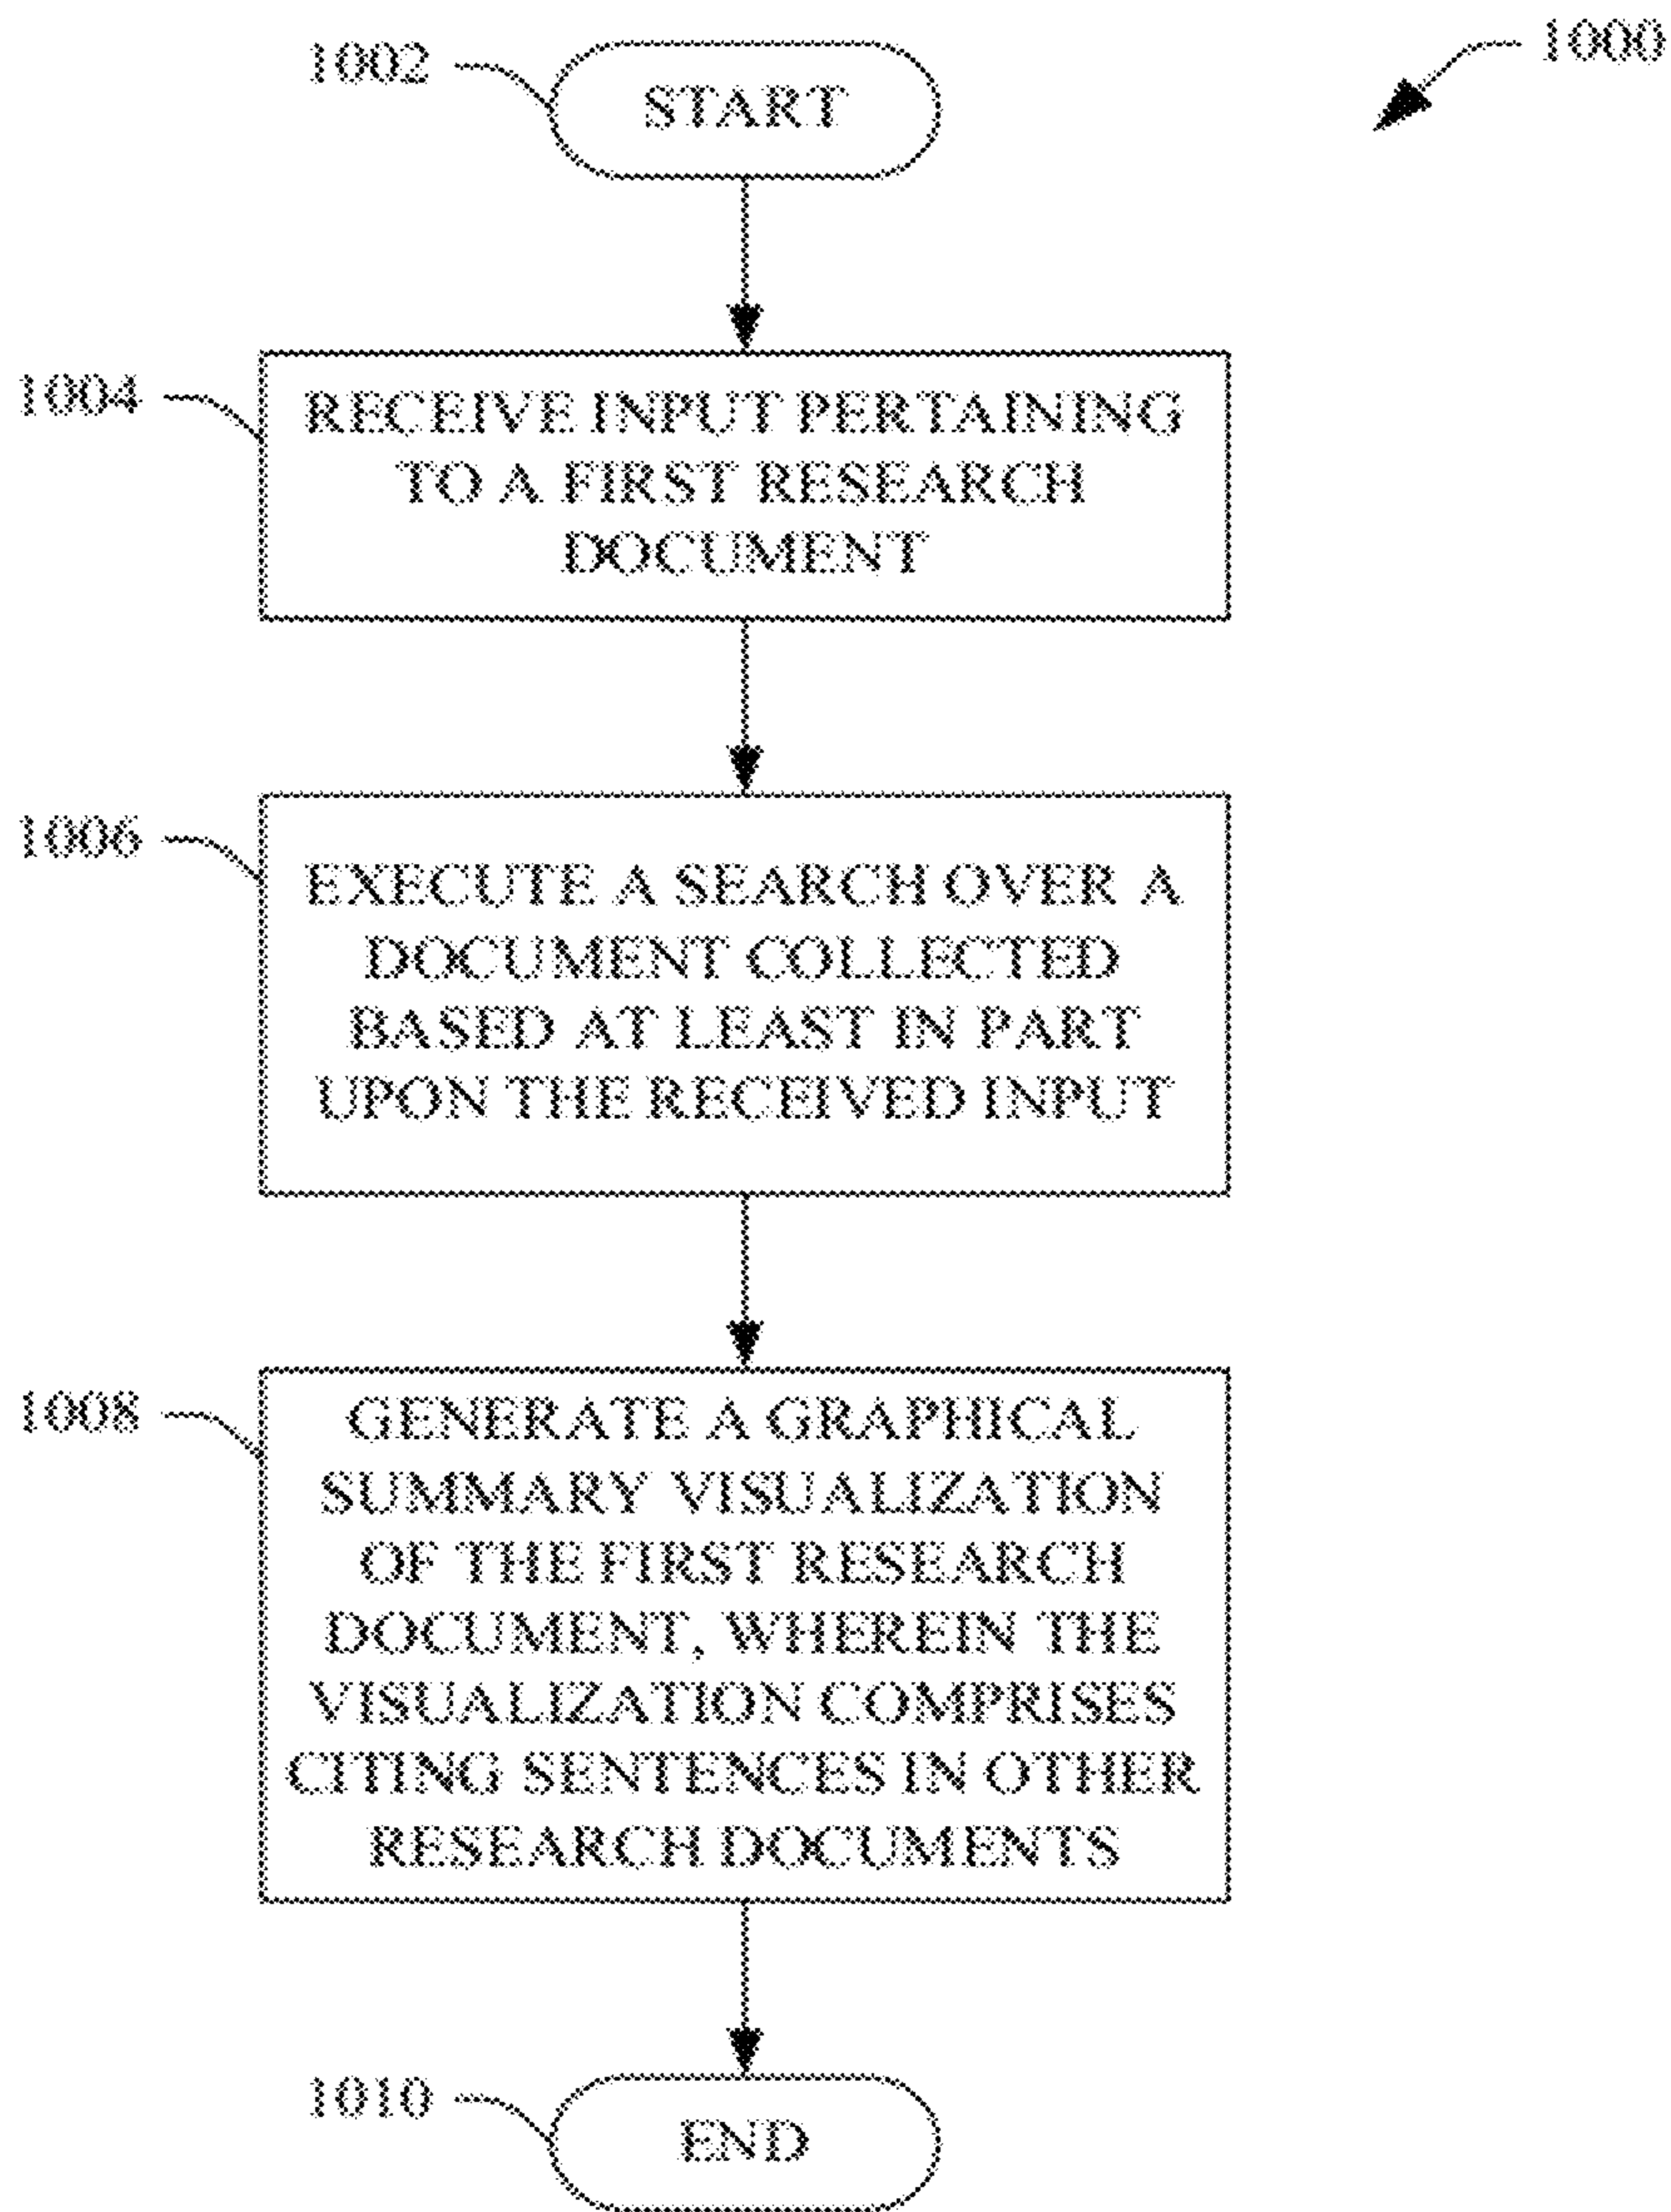 1000
1002
START
1004
RECEIVE INPUT PERTAINING
TO A FIRST RESEARCH
DOCUMENT
1006
EXECUTE A SEARCH OVER A
DOCUMENT COLLECTED
BASED AT LEAST IN PART
UPON THE RECEIVED INPUT
1008
GENERATE A GRAPHICAL
SUMMARY VISUALIZATION
OF THE FIRST RESEARCH
DOCUMENT, WHEREIN THE
VISUALIZATION COMPRISES
CITING SENTENCES IN OTHER
RESEARCH DOCUMENTS
1010
END